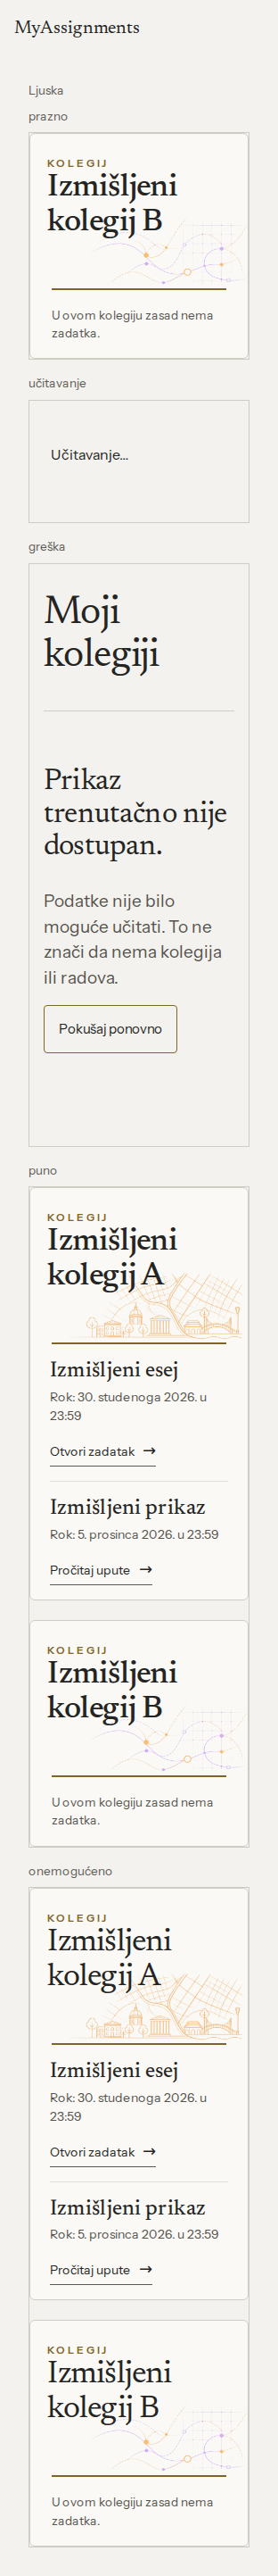 MyAssignments
Ljuska
prazno
KOLEGIJ
Izmišljeni
kolegij B
U ovom kolegiju zasad nema
zadatka.
učitavanje
Učitavanje...
greška
Moji
kolegiji
Prikaz
trenutačno nije
dostupan.
Podatke nije bilo
moguće učitati. To ne
znači da nema kolegija
ili radova.
Pokušaj ponovno
puno
KOLEGIJ
Izmišljeni
kolegij A
Izmišljeni esej
Rok: 30. studenoga 2026. u
23:59
Otvori zadatak →
Izmišljeni prikaz
Rok: 5. prosinca 2026. u 23:59
Pročitaj upute →
KOLEGIJ
Izmišljeni
kolegij B
U ovom kolegiju zasad nema
zadatka.
onemogućeno
KOLEGIJ
Izmišljeni
kolegij A
Izmišljeni esej
Rok: 30. studenoga 2026. u
23:59
Otvori zadatak →
Izmišljeni prikaz
Rok: 5. prosinca 2026. u 23:59
Pročitaj upute →
KOLEGIJ
Izmišljeni
kolegij B
U ovom kolegiju zasad nema
zadatka.